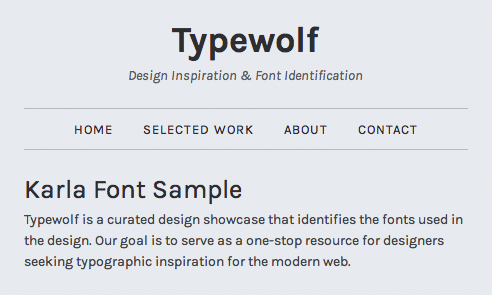 Typewolf
Design Inspiration & Font Identification
HOME SELECTED WORK ABOUT CONTACT
Karla Font Sample
Typewolf is a curated design showcase that identifies the fonts used in
the design. Our goal is to serve as a one-stop resource for designers
seeking typographic inspiration for the modern web.